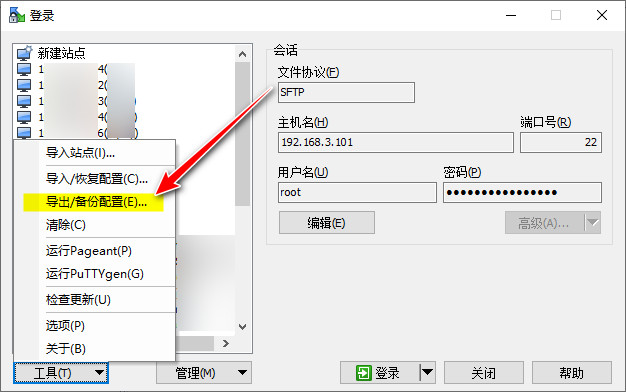 登录
新建站点
1 4(
1 2(
1 3( )
1 4( )
1 6( )
导入站点(I)...
导入/恢复配置(C)...
导出/备份配置(E)...
清除(C)
运行Pageant(P)
运行PuTTYgen(G)
检查更新(U)
选项(P)
关于(B)
工具(T)
管理(M)
会话
文件协议(F)
SFTP
主机名(H)
端口号(R)
192.168.3.101
22
用户名(U)
密码(P)
root
●●●●●●●●●●●●●●●●
编辑(E)
高级(A)...
登录
关闭
帮助